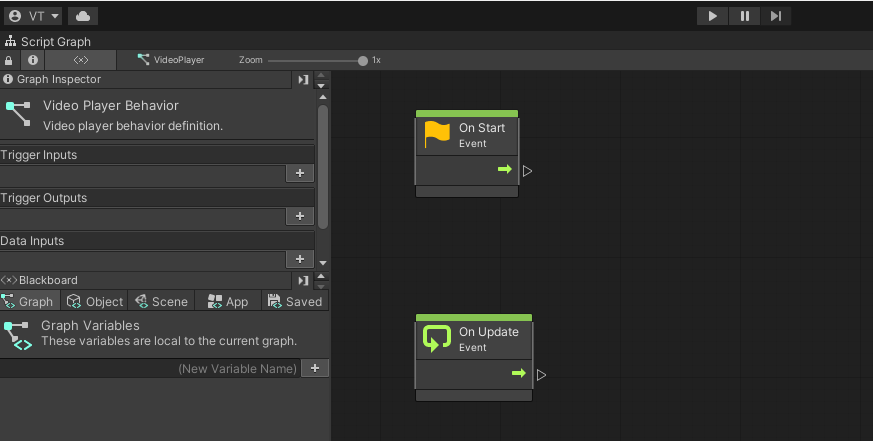 VT
Script Graph
VideoPlayer
Zoom
1x
Graph Inspector
Video Player Behavior
Video player behavior definition.
Trigger Inputs
Trigger Outputs
Data Inputs
Blackboard
Graph Object Scene App Saved
Graph Variables
These variables are local to the current graph.
(New Variable Name)
On Start
Event
On Update
Event